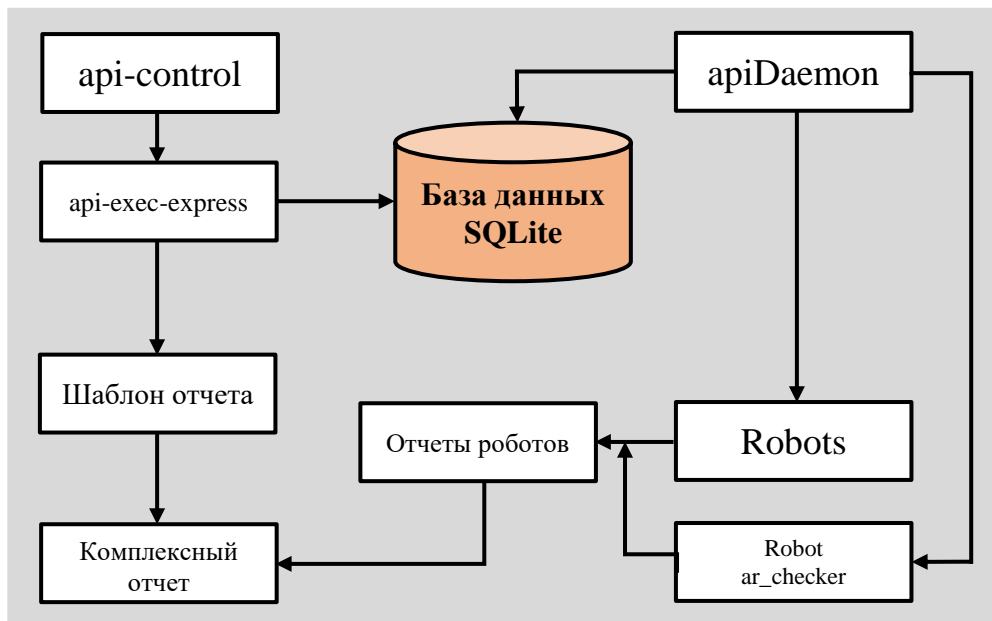 api-control
apiDaemon
api-exec-express
База данных
SQLite
Шаблон отчета
Отчеты роботов
Robots
Комплексный
отчет
Robot
ar_checker